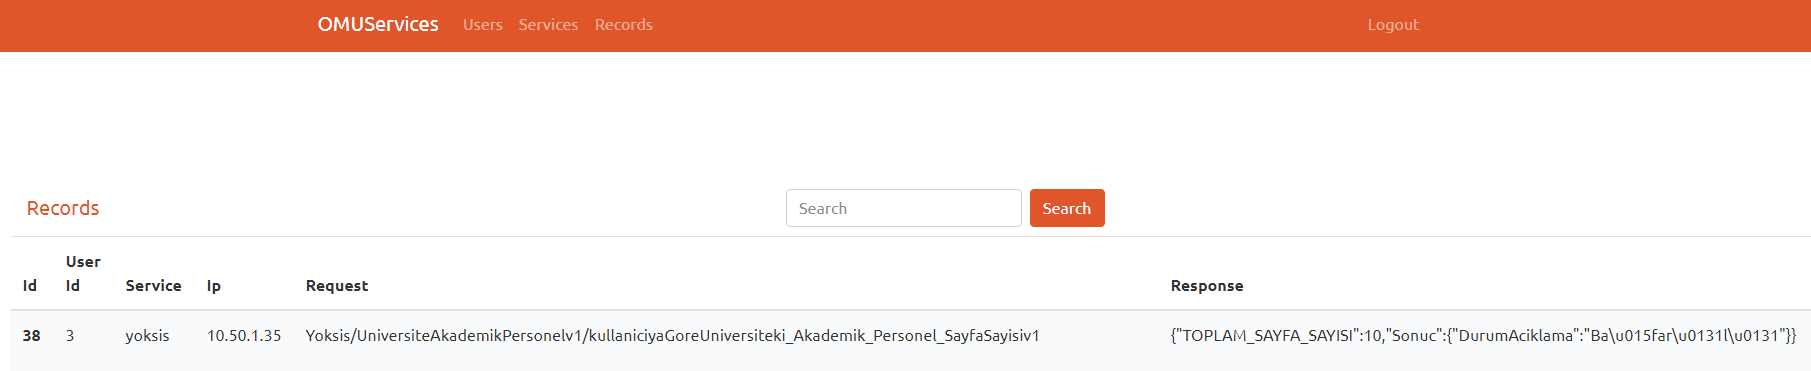 OMUServices Users Services Records Logout
Records Search Search
Id User Id Service Ip Request Response
38 3 yoksis 10.50.1.35 Yoksis/UniversiteAkademikPersonelv1/kullaniciyaGoreUniversiteki_Akademik_Personel_SayfaSayisiv1 {"TOPLAM_SAYFA_SAYISI":10,"Sonuc":{"DurumAciklama":"Ba\u015far\u0131l\u0131"}}